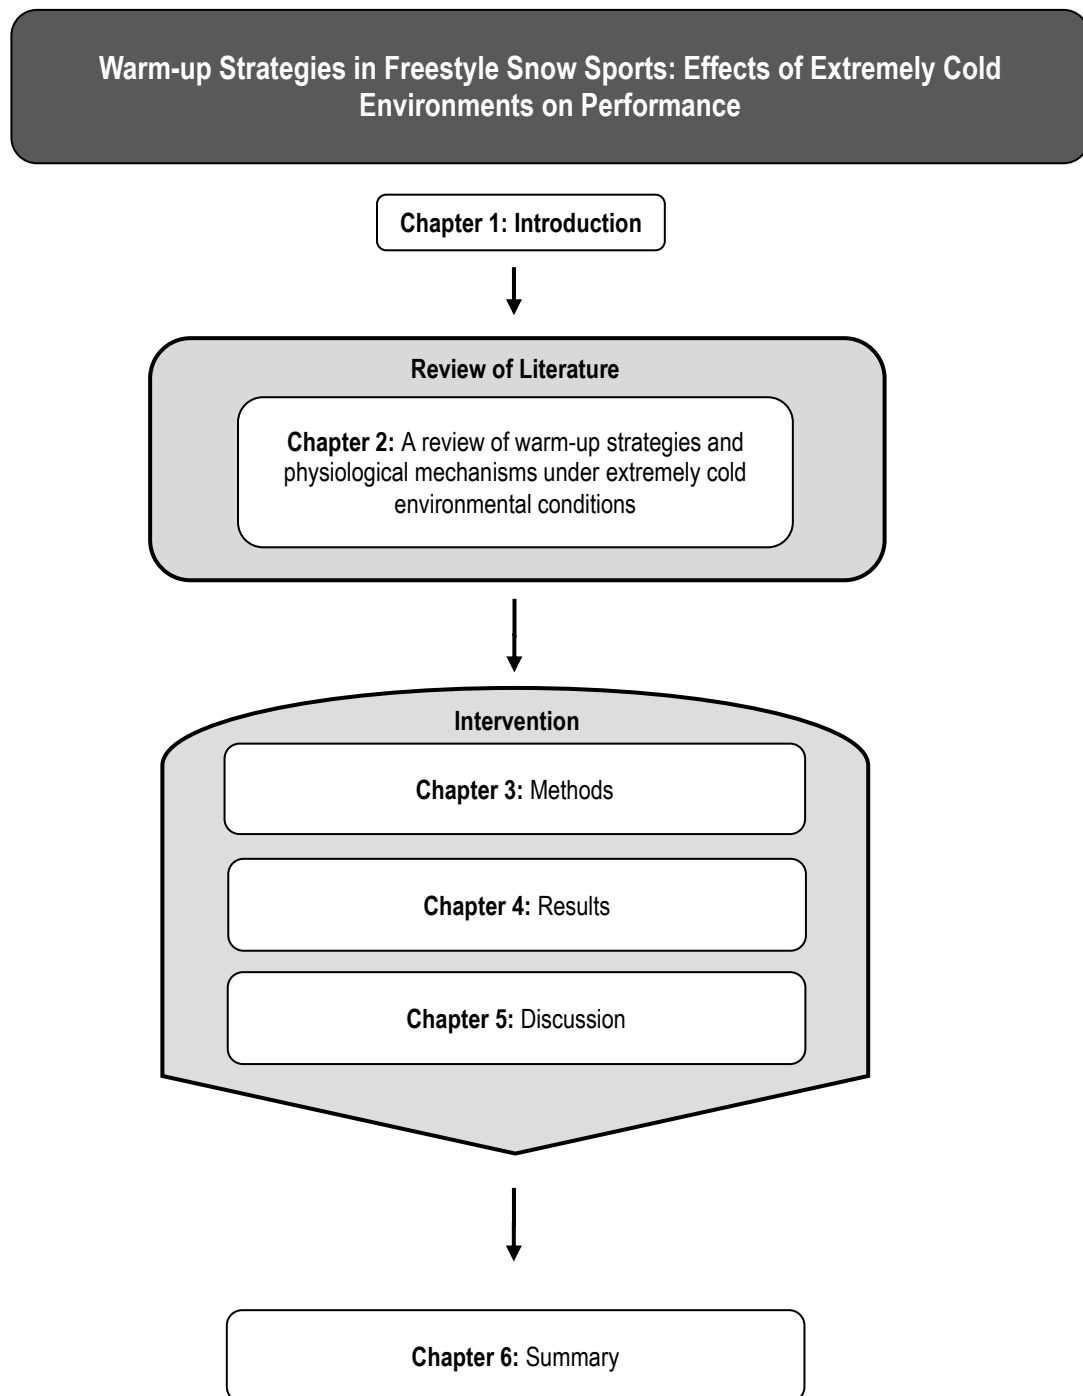 Warm-up Strategies in Freestyle Snow Sports: Effects of Extremely Cold
Environments on Performance
Chapter 1: Introduction
Review of Literature
Chapter 2: A review of warm-up strategies and
physiological mechanisms under extremely cold
environmental conditions
Intervention
Chapter 3: Methods
Chapter 4: Results
Chapter 5: Discussion
Chapter 6: Summary